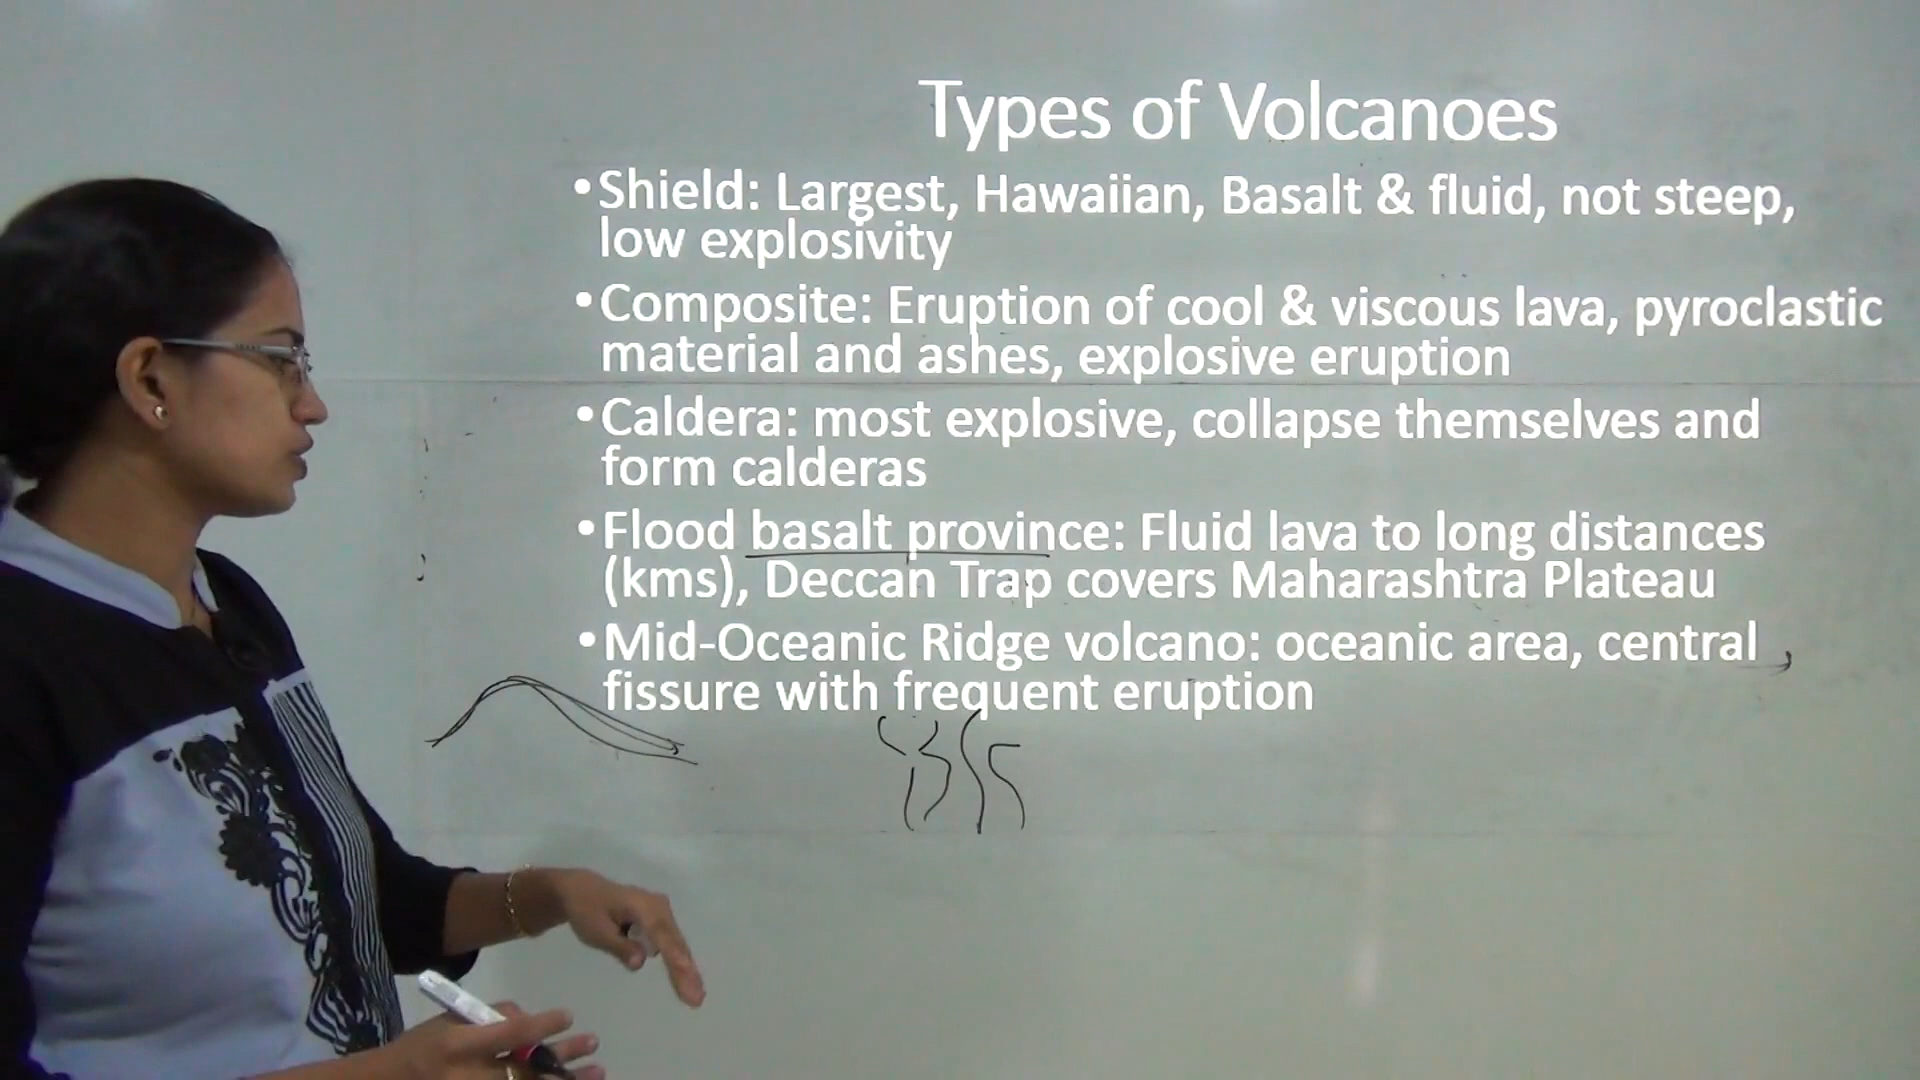 Types of Volcanoes
•Shield: Largest, Hawaiian, Basalt & fluid, not steep,
low explosivity
•Composite: Eruption of cool & viscous lava, pyroclastic
material and ashes, explosive eruption
•Caldera: most explosive, collapse themselves and
form calderas
•Flood basalt province: Fluid lava to long distances
(kms), Deccan Trap covers Maharashtra Plateau
•Mid-Oceanic Ridge volcano: oceanic area, central
fissure with frequent eruption